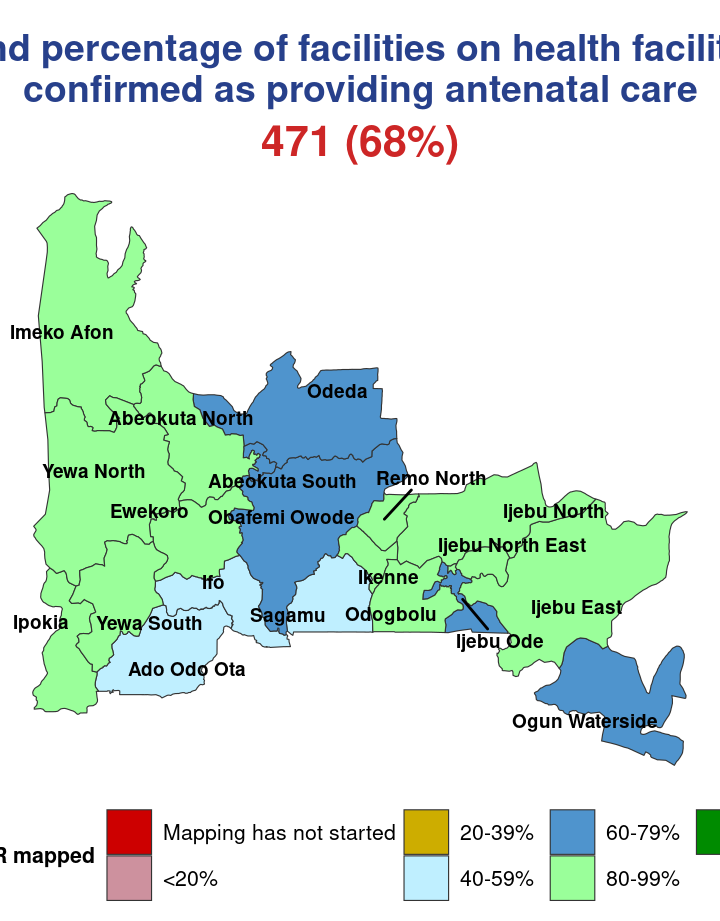 nd percentage of facilities on health facilit
confirmed as providing antenatal care
471 (68%)
Imeko Afon
Odeda
Abeokuta North
Yewa North
Abeokuta South
Remo North
Ewekoro
Obafemi Owode
Ijebu North
Ijebu North East
Ifo
Ikenne
Ipokia
Yewa South
Sagamu
Odogbolu
Ijebu East
Ijebu Ode
Ado Odo Ota
Ogun Waterside
R mapped
Mapping has not started
20-39%
60-79%
<20%
40-59%
80-99%